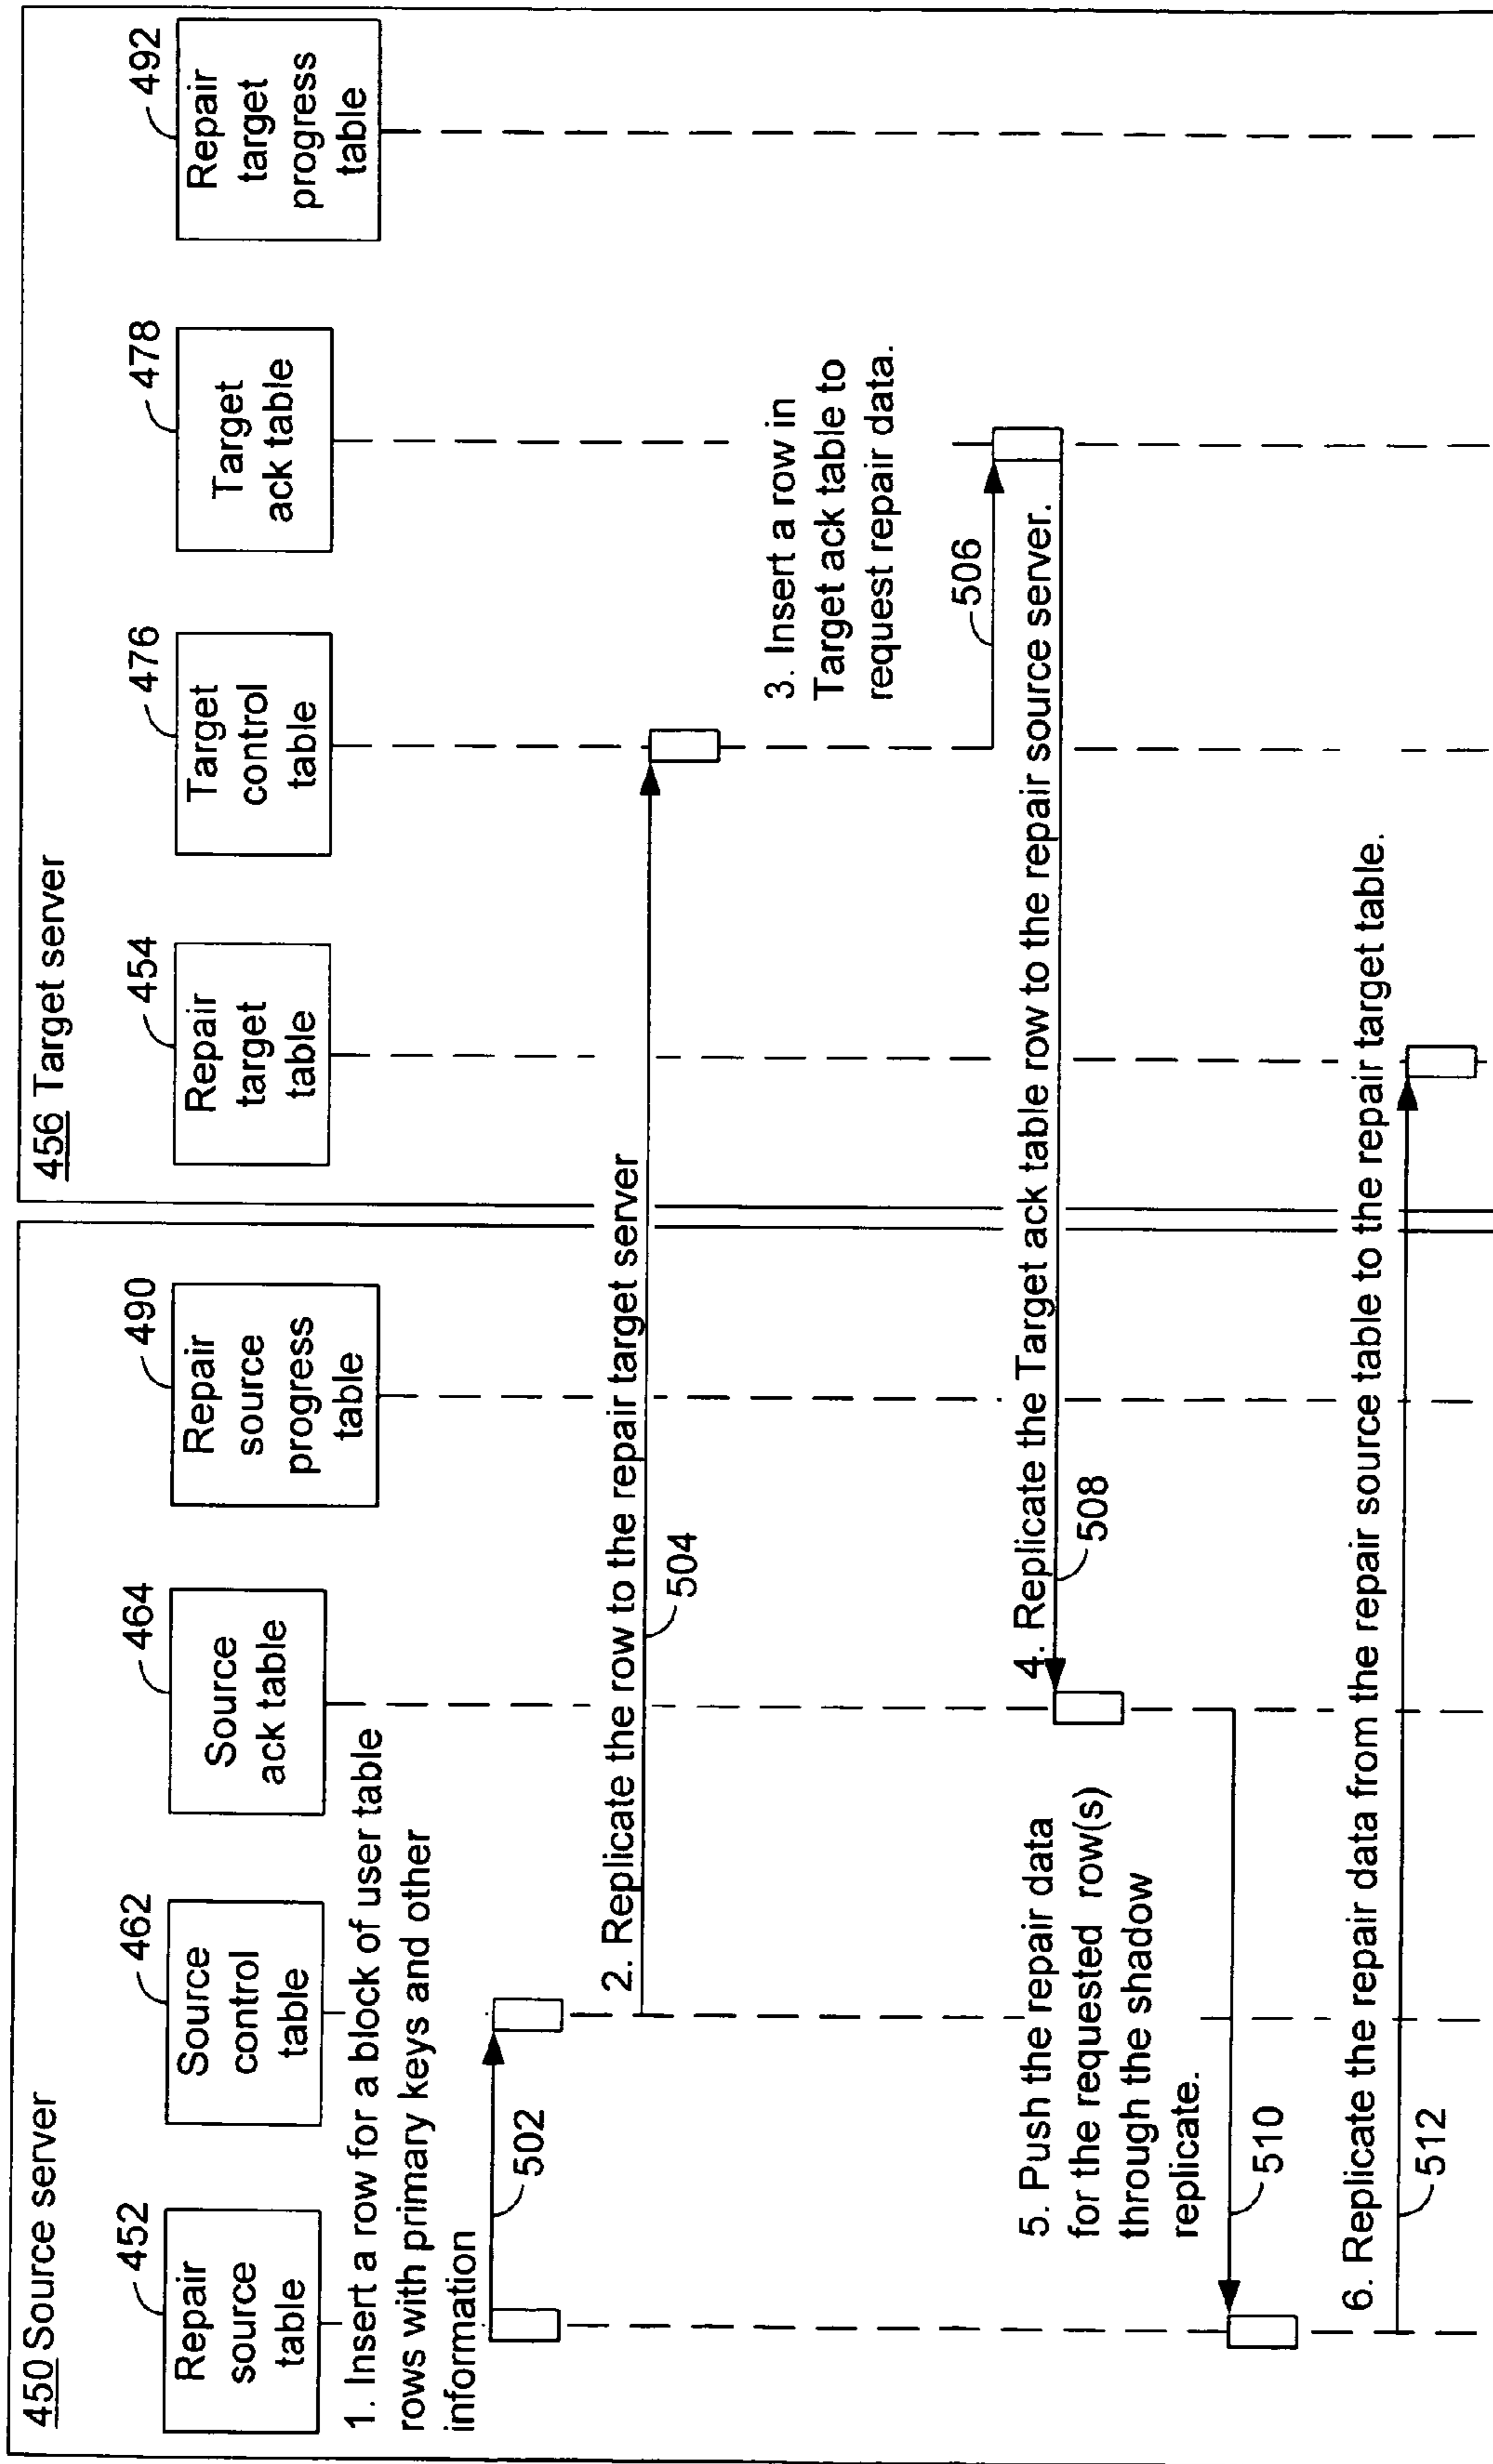 450 Source server
452
Repair
source
table
462
Source
control
table
464
Source
ack table
490
Repair
source
progress
table
456 Target server
454
Repair
target
table
476
Target
control
table
478
Target
ack table
492
Repair
target
progress
table
1. Insert a row for a block of user table
rows with primary keys and other
information
502
2. Replicate the row to the repair target server
504
3. Insert a row in
Target ack table to
request repair data.
506
4. Replicate the Target ack table row to the repair source server.
508
5. Push the repair data
for the requested row(s)
through the shadow
replicate.
510
6. Replicate the repair data from the repair source table to the repair target table.
512